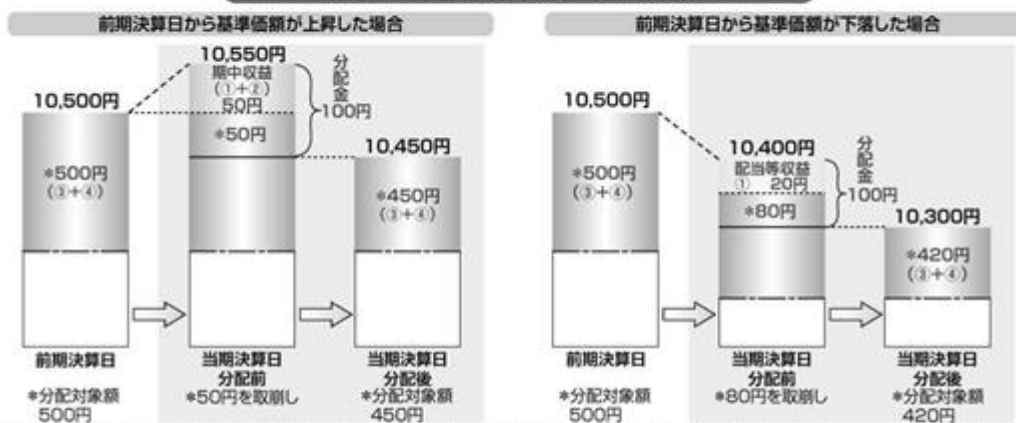 前期決算日から基準価額が上昇した場合
10,550円
期中収益
(①+②)
50円
*50円
分配金
100円
10,500円
*500円
(③+④)
10,450円
*450円
(③+④)
前期決算日
*分配対象額
500円
当期決算日
分配前
*50円を取崩し
当期決算日
分配後
*分配対象額
450円
前期決算日から基準価額が下落した場合
10,500円
*500円
(③+④)
10,400円
配当等収益
① 20円
*80円
分配金
100円
10,300円
*420円
(③+④)
前期決算日
*分配対象額
500円
当期決算日
分配前
*80円を取崩し
当期決算日
分配後
*分配対象額
420円